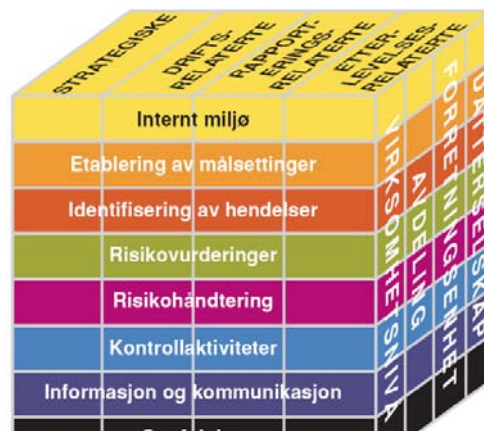 STRATEGISKE
DRIFTS-
RELATERTE
RAPPORT-
ERINGS-
RELATERTE
ETTER-
LEVELSES-
RELATERTE
Internt miljø
Etablering av målsettinger
Identifisering av hendelser
Risikovurderinger
Risikohåndtering
Kontrollaktiviteter
Informasjon og kommunikasjon
VIRKSOMHETSNIVÅ
AVDELING
FORRETNINGSENHET
DATTERSELSKAP